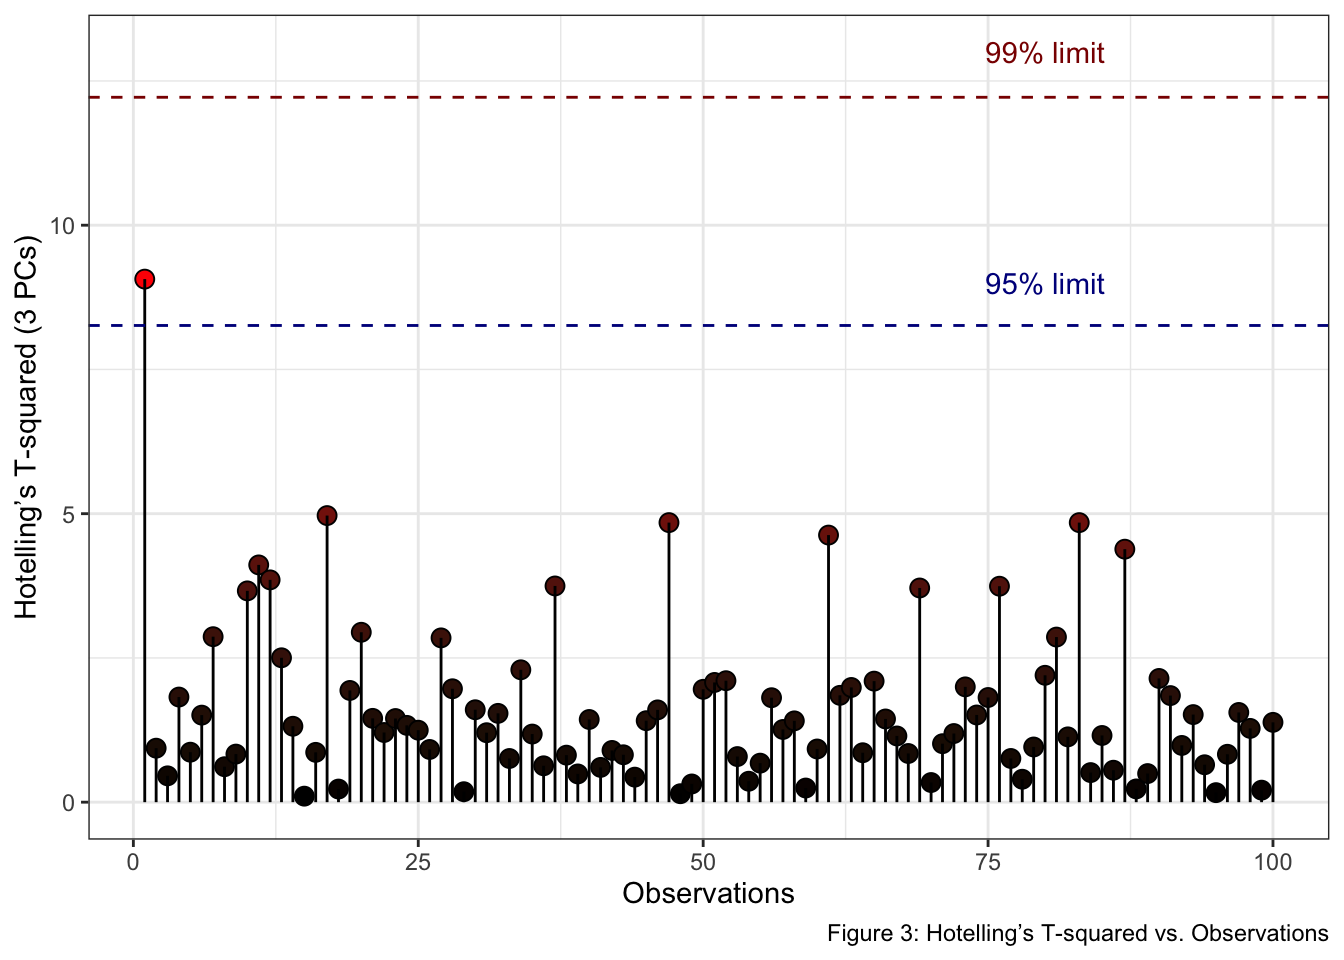 99% limit
10
95% limit
5
0
Hotelling’s T-squared (3 PCs)
0 25 50 75 100
Observations
Figure 3: Hotelling’s T-squared vs. Observations